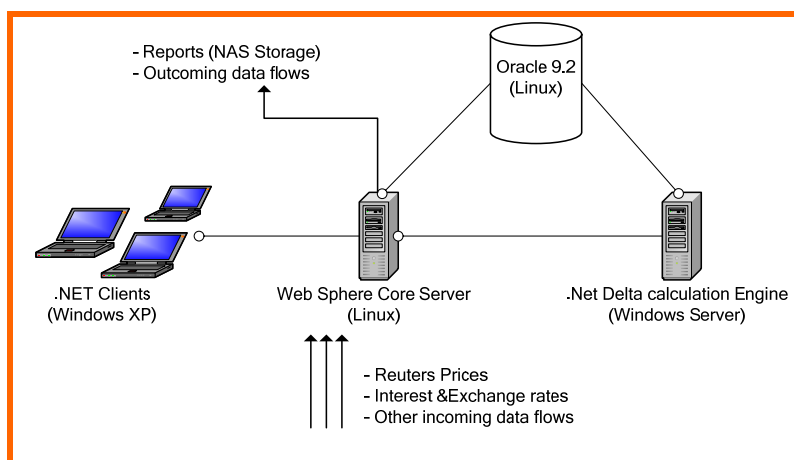 - Reports (NAS Storage)
- Outcoming data flows
Oracle 9.2
(Linux)
.NET Clients
(Windows XP)
Web Sphere Core Server
(Linux)
.Net Delta calculation Engine
(Windows Server)
- Reuters Prices
- Interest &Exchange rates
- Other incoming data flows